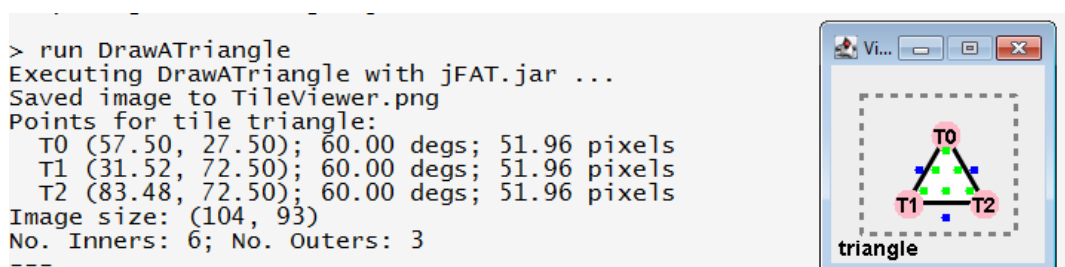 > run DrawATriangle
Executing DrawATriangle with jFAT.jar ...
Saved image to TileViewer.png
Points for tile triangle:
  T0 (57.50, 27.50); 60.00 degs; 51.96 pixels
  T1 (31.52, 72.50); 60.00 degs; 51.96 pixels
  T2 (83.48, 72.50); 60.00 degs; 51.96 pixels
Image size: (104, 93)
No. Inners: 6; No. Outers: 3
---
Vi...
T0
T1 T2
triangle